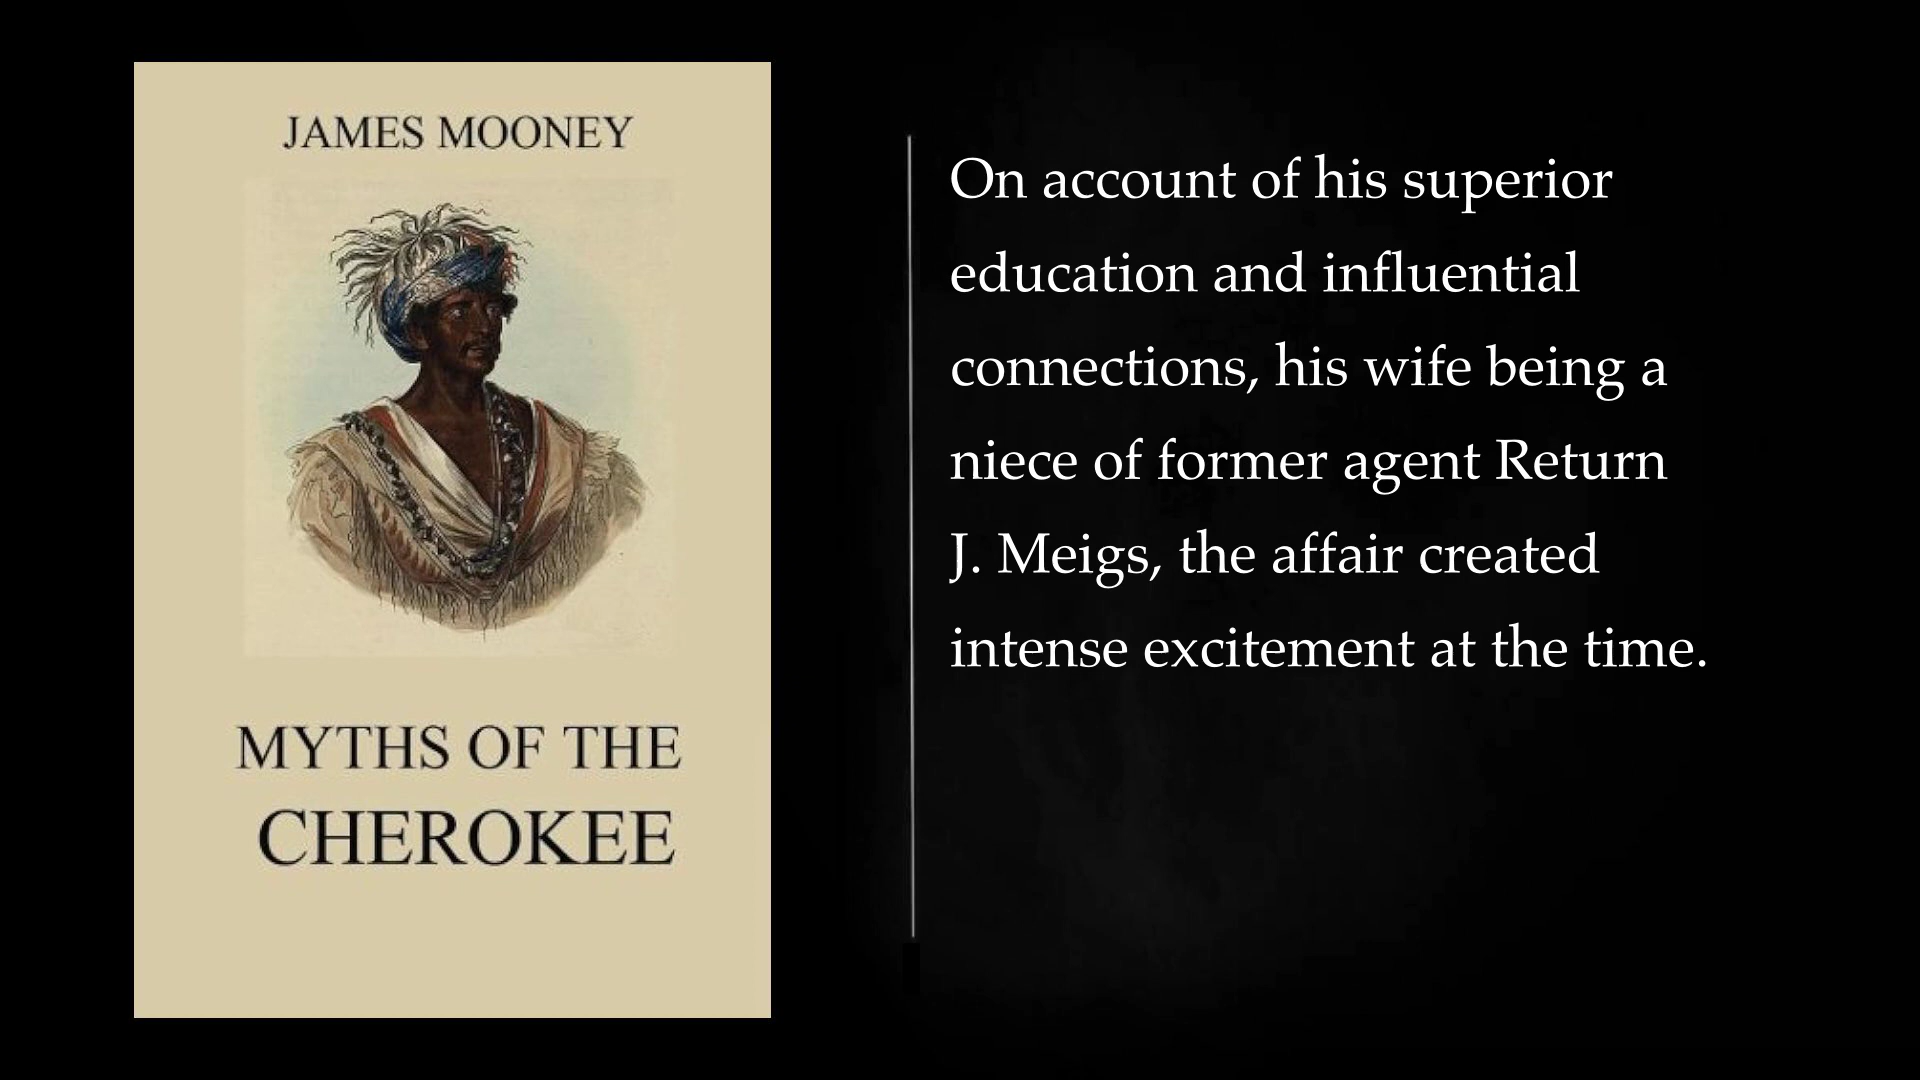 JAMES MOONEY
MYTHS OF THE
CHEROKEE
On account of his superior
education and influential
connections, his wife being a
niece of former agent Return
J. Meigs, the affair created
intense excitement at the time.